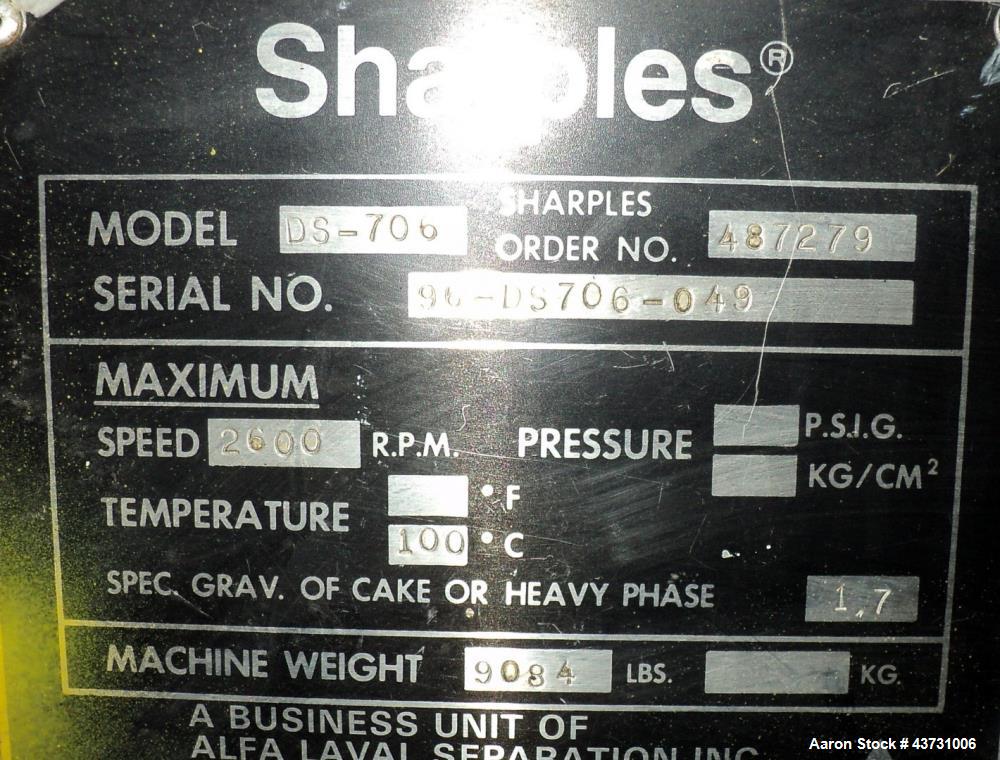 Sharples®
MODEL DS-706
SHARPLES
ORDER NO. 487279
SERIAL NO. 96-DS706-049
MAXIMUM
SPEED 2600 R.P.M. PRESSURE P.S.I.G.
KG/CM²
TEMPERATURE °F
100 °C
SPEC. GRAV. OF CAKE OR HEAVY PHASE 1,7
MACHINE WEIGHT 9084 LBS. KG.
A BUSINESS UNIT OF
ALFA LAVAL SEPARATION INC.
Aaron Stock # 43731006